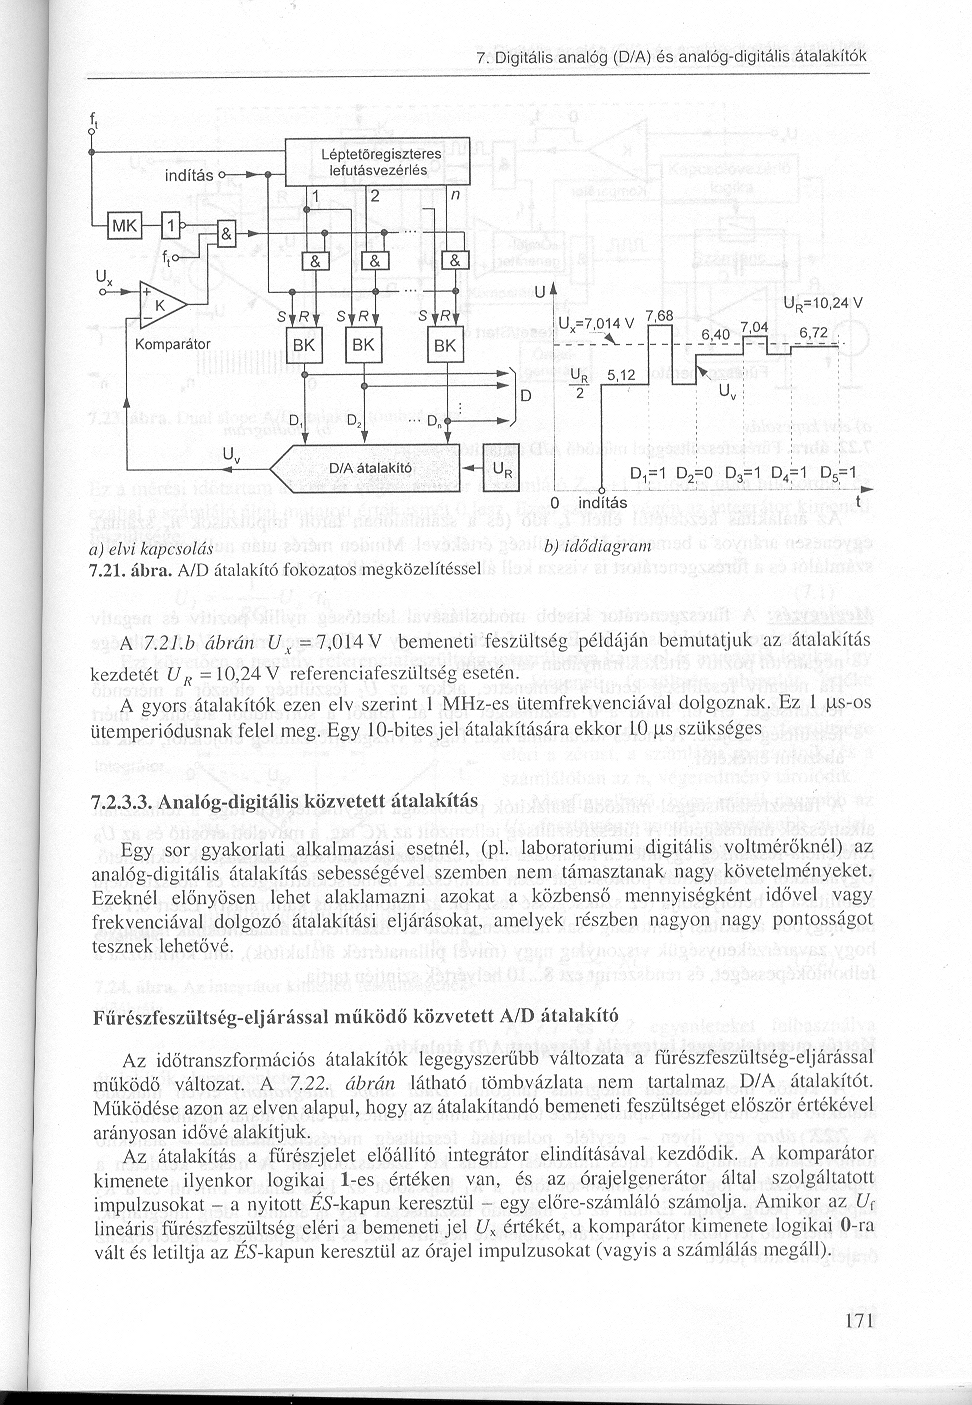 7. Digitális analóg (D/A) és analóg-digitális átalakítók
f_t
indítás
Léptetőregiszteres
lefutásvezérlés
1 2 n
MK 1 &
f_t
& & &
U_x
+
K
−
Komparátor
S R S R S R
BK BK BK
D
D_1 D_2 ··· D_n
U_v
D/A átalakító
U_R
U
U_R=10,24 V
U_x=7,014 V 7,68
6,40 7,04 6,72
U_R
2
5,12
U_v
D_1=1 D_2=0 D_3=1 D_4=1 D_5=1
0 indítás t
a) elvi kapcsolás
b) idődiagram
7.21. ábra. A/D átalakító fokozatos megközelítéssel
A 7.21.b ábrán U_x = 7,014 V bemeneti feszültség példáján bemutatjuk az átalakítás
kezdetét U_R = 10,24 V referenciafeszültség esetén.
A gyors átalakítók ezen elv szerint 1 MHz-es ütemfrekvenciával dolgoznak. Ez 1 µs-os
ütemperiódusnak felel meg. Egy 10-bites jel átalakítására ekkor 10 µs szükséges
7.2.3.3. Analóg-digitális közvetett átalakítás
Egy sor gyakorlati alkalmazási esetnél, (pl. laboratoriumi digitális voltmérőknél) az
analóg-digitális átalakítás sebességével szemben nem támasztanak nagy követelményeket.
Ezeknél előnyösen lehet alaklamazni azokat a közbenső mennyiségként idővel vagy
frekvenciával dolgozó átalakítási eljárásokat, amelyek részben nagyon nagy pontosságot
tesznek lehetővé.
Fűrészfeszültség-eljárással működő közvetett A/D átalakító
Az időtranszformációs átalakítók legegyszerűbb változata a fűrészfeszültség-eljárással
működő változat. A 7.22. ábrán látható tömbvázlata nem tartalmaz D/A átalakítót.
Működése azon az elven alapul, hogy az átalakítandó bemeneti feszültséget először értékével
arányosan idővé alakítjuk.
Az átalakítás a fűrészjelet előállító integrátor elindításával kezdődik. A komparátor
kimenete ilyenkor logikai 1-es értéken van, és az órajelgenerátor által szolgáltatott
impulzusokat – a nyitott ÉS-kapun keresztül – egy előre-számláló számolja. Amikor az U_f
lineáris fűrészfeszültség eléri a bemeneti jel U_x értékét, a komparátor kimenete logikai 0-ra
vált és letiltja az ÉS-kapun keresztül az órajel impulzusokat (vagyis a számlálás megáll).
171